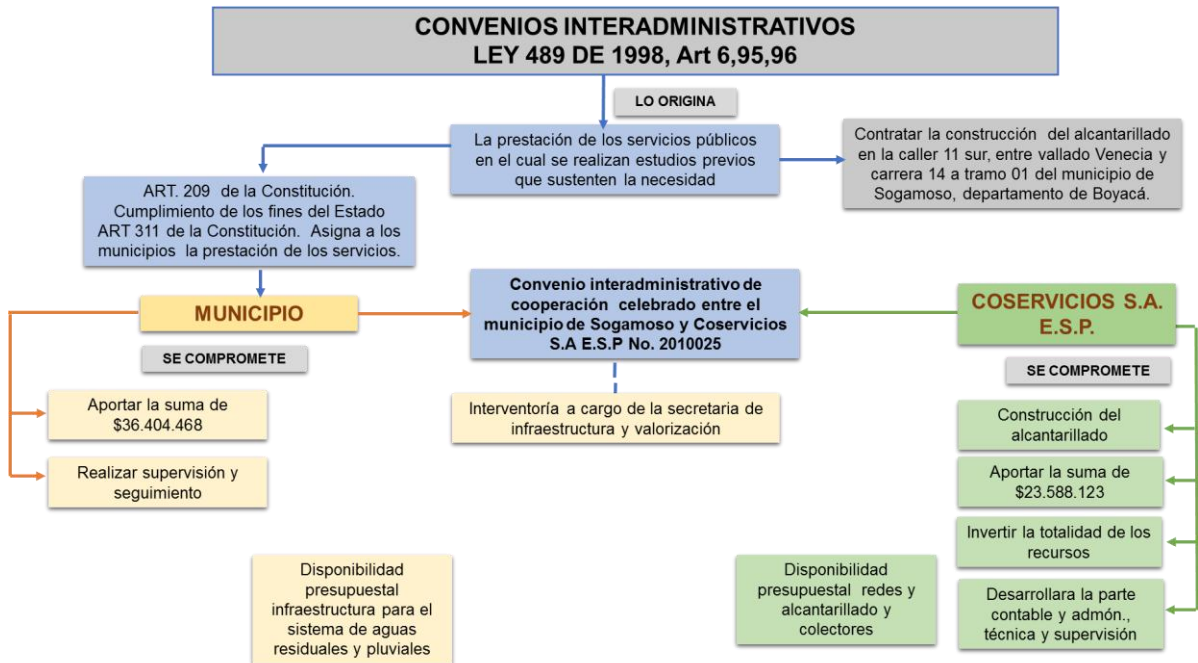 CONVENIOS INTERADMINISTRATIVOS
LEY 489 DE 1998, Art 6,95,96
LO ORIGINA
La prestación de los servicios públicos
en el cual se realizan estudios previos
que sustenten la necesidad
Contratar la construcción del alcantarillado
en la caller 11 sur, entre vallado Venecia y
carrera 14 a tramo 01 del municipio de
Sogamoso, departamento de Boyacá.
ART. 209 de la Constitución.
Cumplimiento de los fines del Estado
ART 311 de la Constitución. Asigna a los
municipios la prestación de los servicios.
MUNICIPIO
Convenio interadministrativo de
cooperación celebrado entre el
municipio de Sogamoso y Coservicios
S.A E.S.P No. 2010025
COSERVICIOS S.A.
E.S.P.
SE COMPROMETE
SE COMPROMETE
Aportar la suma de
$36.404.468
Realizar supervisión y
seguimiento
Interventoría a cargo de la secretaria de
infraestructura y valorización
Construcción del
alcantarillado
Aportar la suma de
$23.588.123
Invertir la totalidad de los
recursos
Desarrollara la parte
contable y admón.,
técnica y supervisión
Disponibilidad
presupuestal
infraestructura para el
sistema de aguas
residuales y pluviales
Disponibilidad
presupuestal redes y
alcantarillado y
colectores